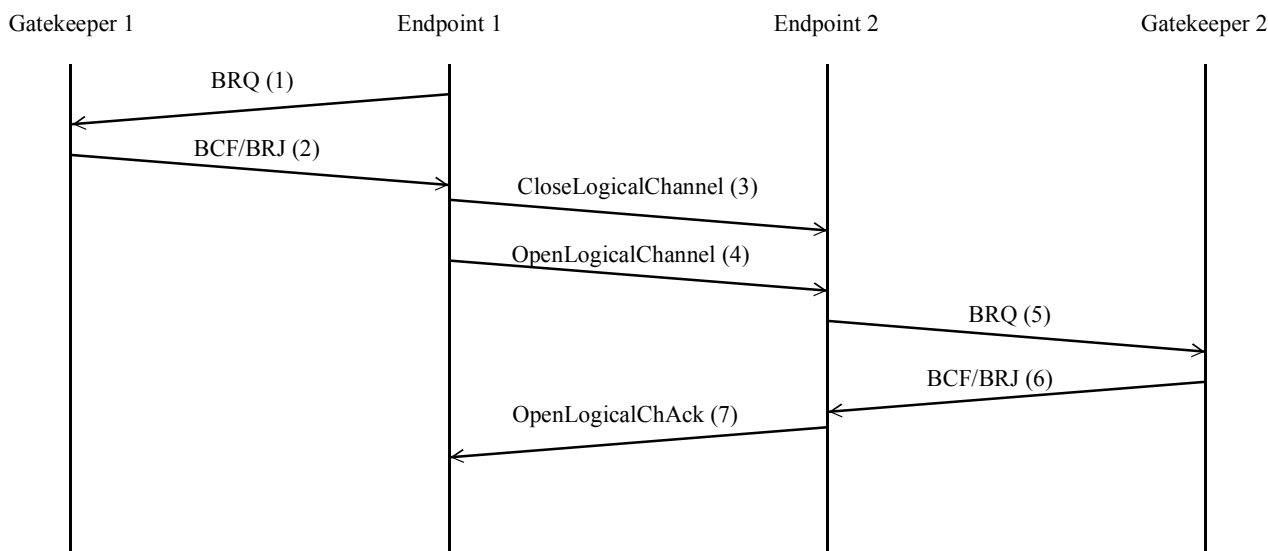 Gatekeeper 1
Endpoint 1
Endpoint 2
Gatekeeper 2
BRQ (1)
BCF/BRJ (2)
CloseLogicalChannel (3)
OpenLogicalChannel (4)
BRQ (5)
BCF/BRJ (6)
OpenLogicalChAck (7)